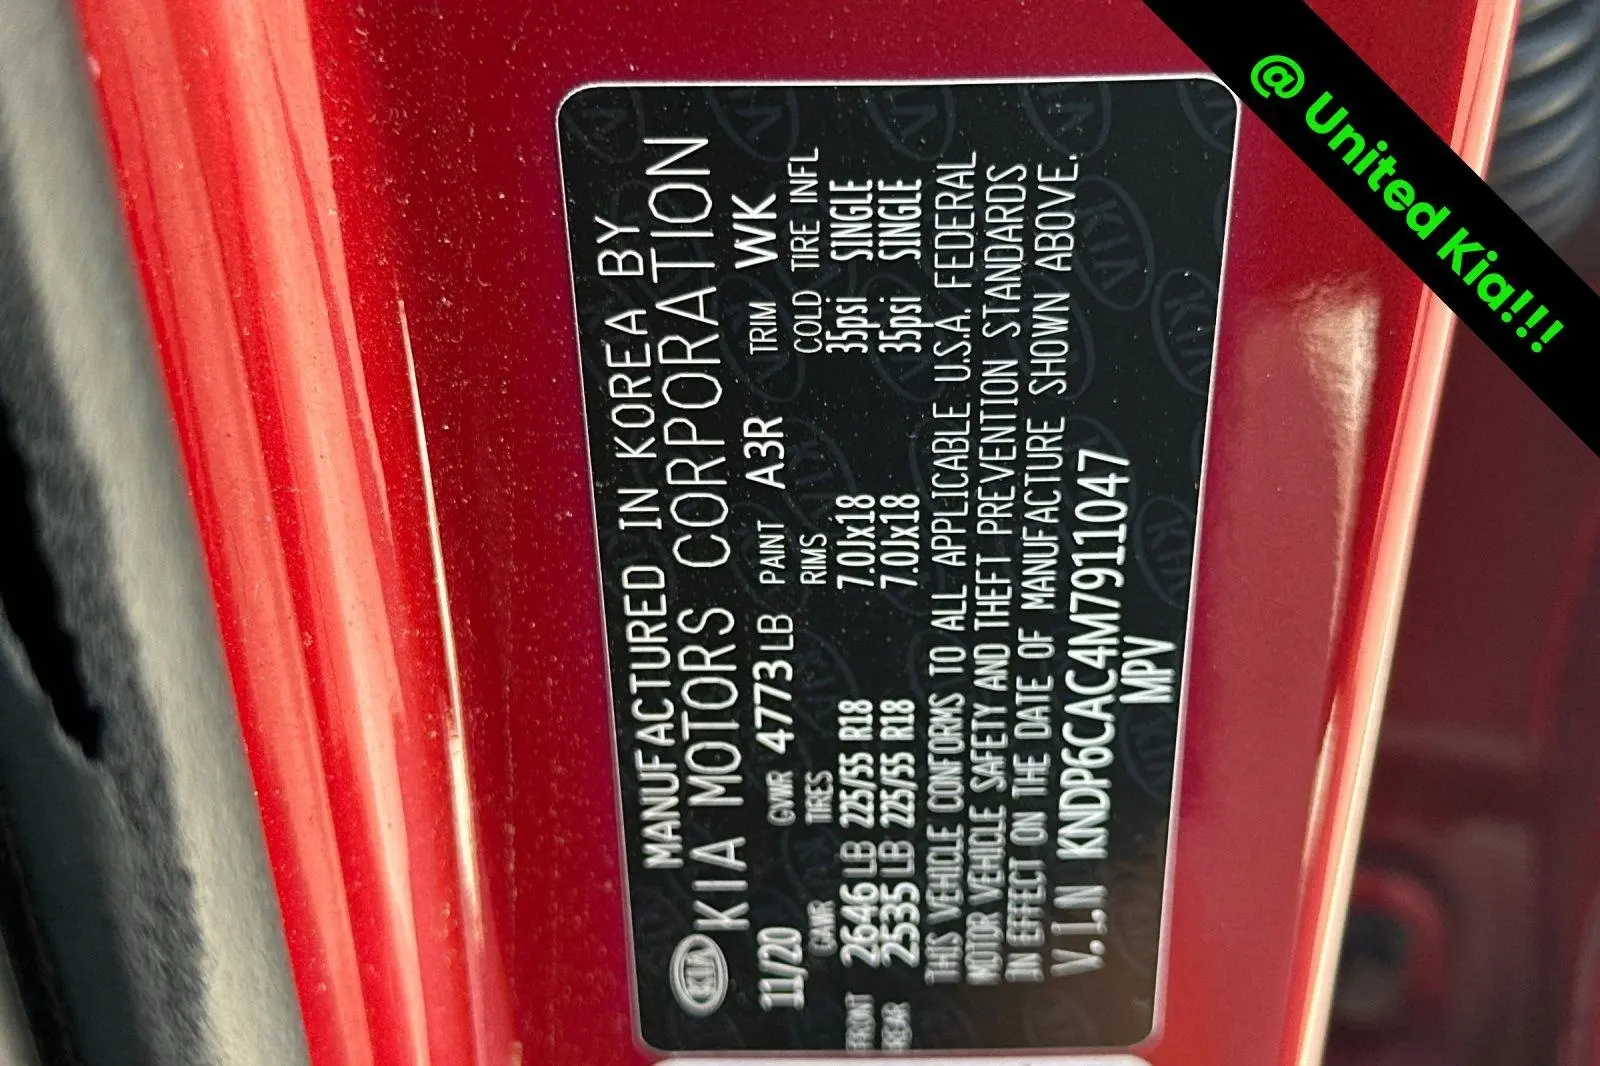 MANUFACTURED IN KOREA BY
KIA KIA MOTORS CORPORATION
11/20 GVWR 4773LB PAINT A3R TRIM WK
GAWR TIRES RIMS COLD TIRE INFL
FRONT 2646LB 225/55 R18 7.0Jx18 35psi SINGLE
REAR 2535LB 225/55 R18 7.0Jx18 35psi SINGLE
THIS VEHICLE CONFORMS TO ALL APPLICABLE U.S.A. FEDERAL
MOTOR VEHICLE SAFETY AND THEFT PREVENTION STANDARDS
IN EFFECT ON THE DATE OF MANUFACTURE SHOWN ABOVE.
V.I.N KNDP6CAC4M7911047
MPV
@ United Kia!!!